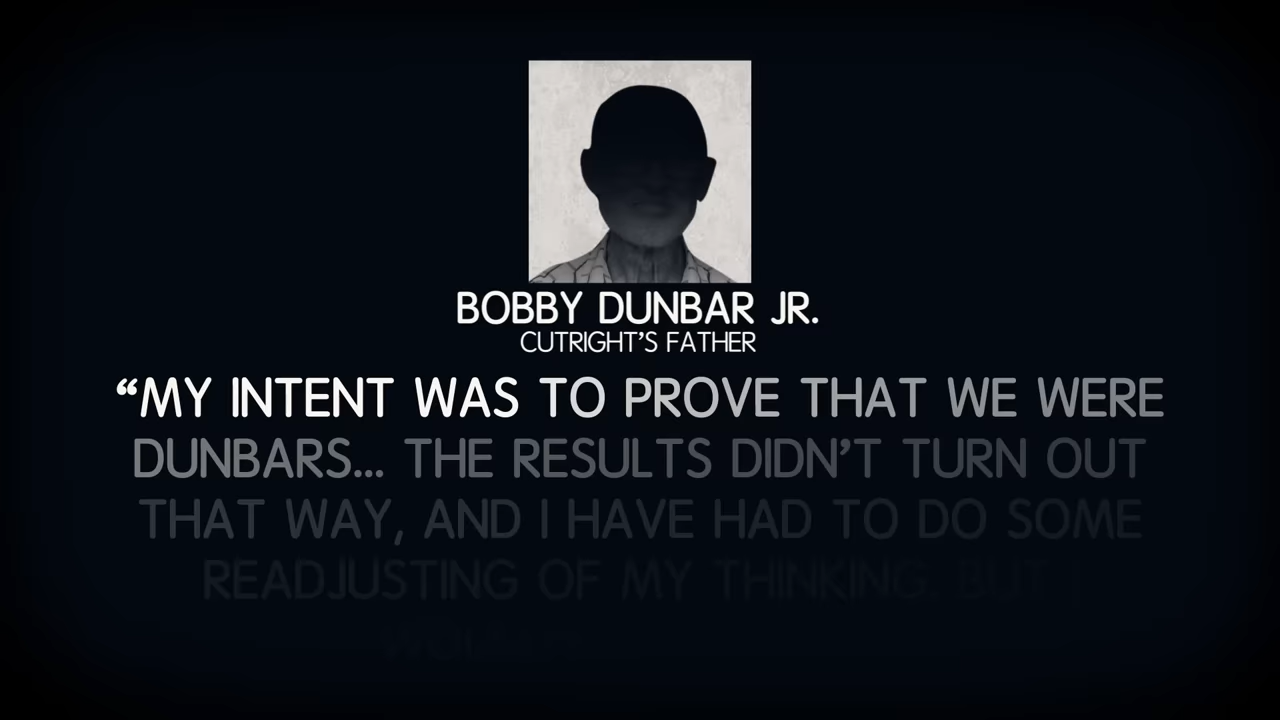 BOBBY DUNBAR JR.
CUTRIGHT'S FATHER
“MY INTENT WAS TO PROVE THAT WE WERE
DUNBARS... THE RESULTS DIDN'T TURN OUT
THAT WAY, AND I HAVE HAD TO DO SOME
READJUSTING OF MY THINKING. BUT I